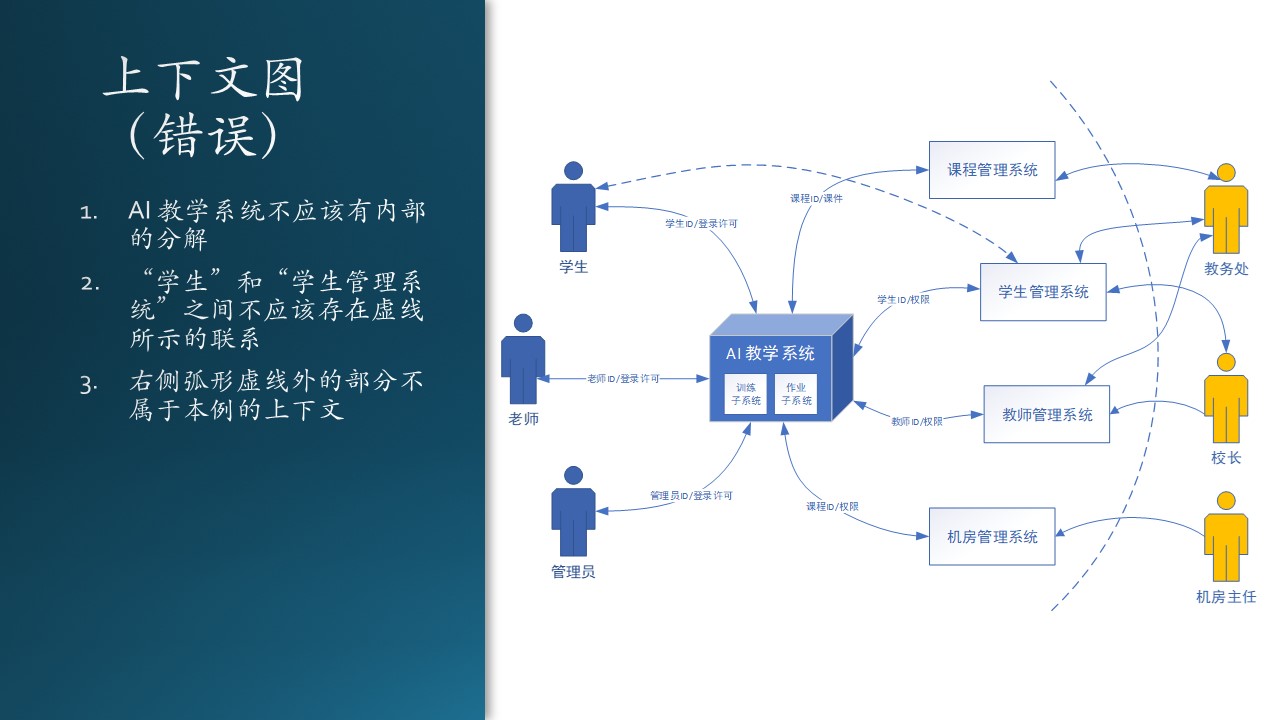 上下文图
（错误）
1. AI 教学系统不应该有内部
的分解
2. “学生”和“学生管理系
统”之间不应该存在虚线
所示的联系
3. 右侧弧形虚线外的部分不
属于本例的上下文
学生
老师
管理员
学生ID/登录许可
老师ID/登录许可
管理员ID/登录许可
AI 教学 系统
训练
子系统
作业
子系统
课程ID/课件
学生ID/权限
教师ID/权限
课程ID/权限
课程管理系统
学生管理系统
教师管理系统
机房管理系统
教务处
校长
机房主任